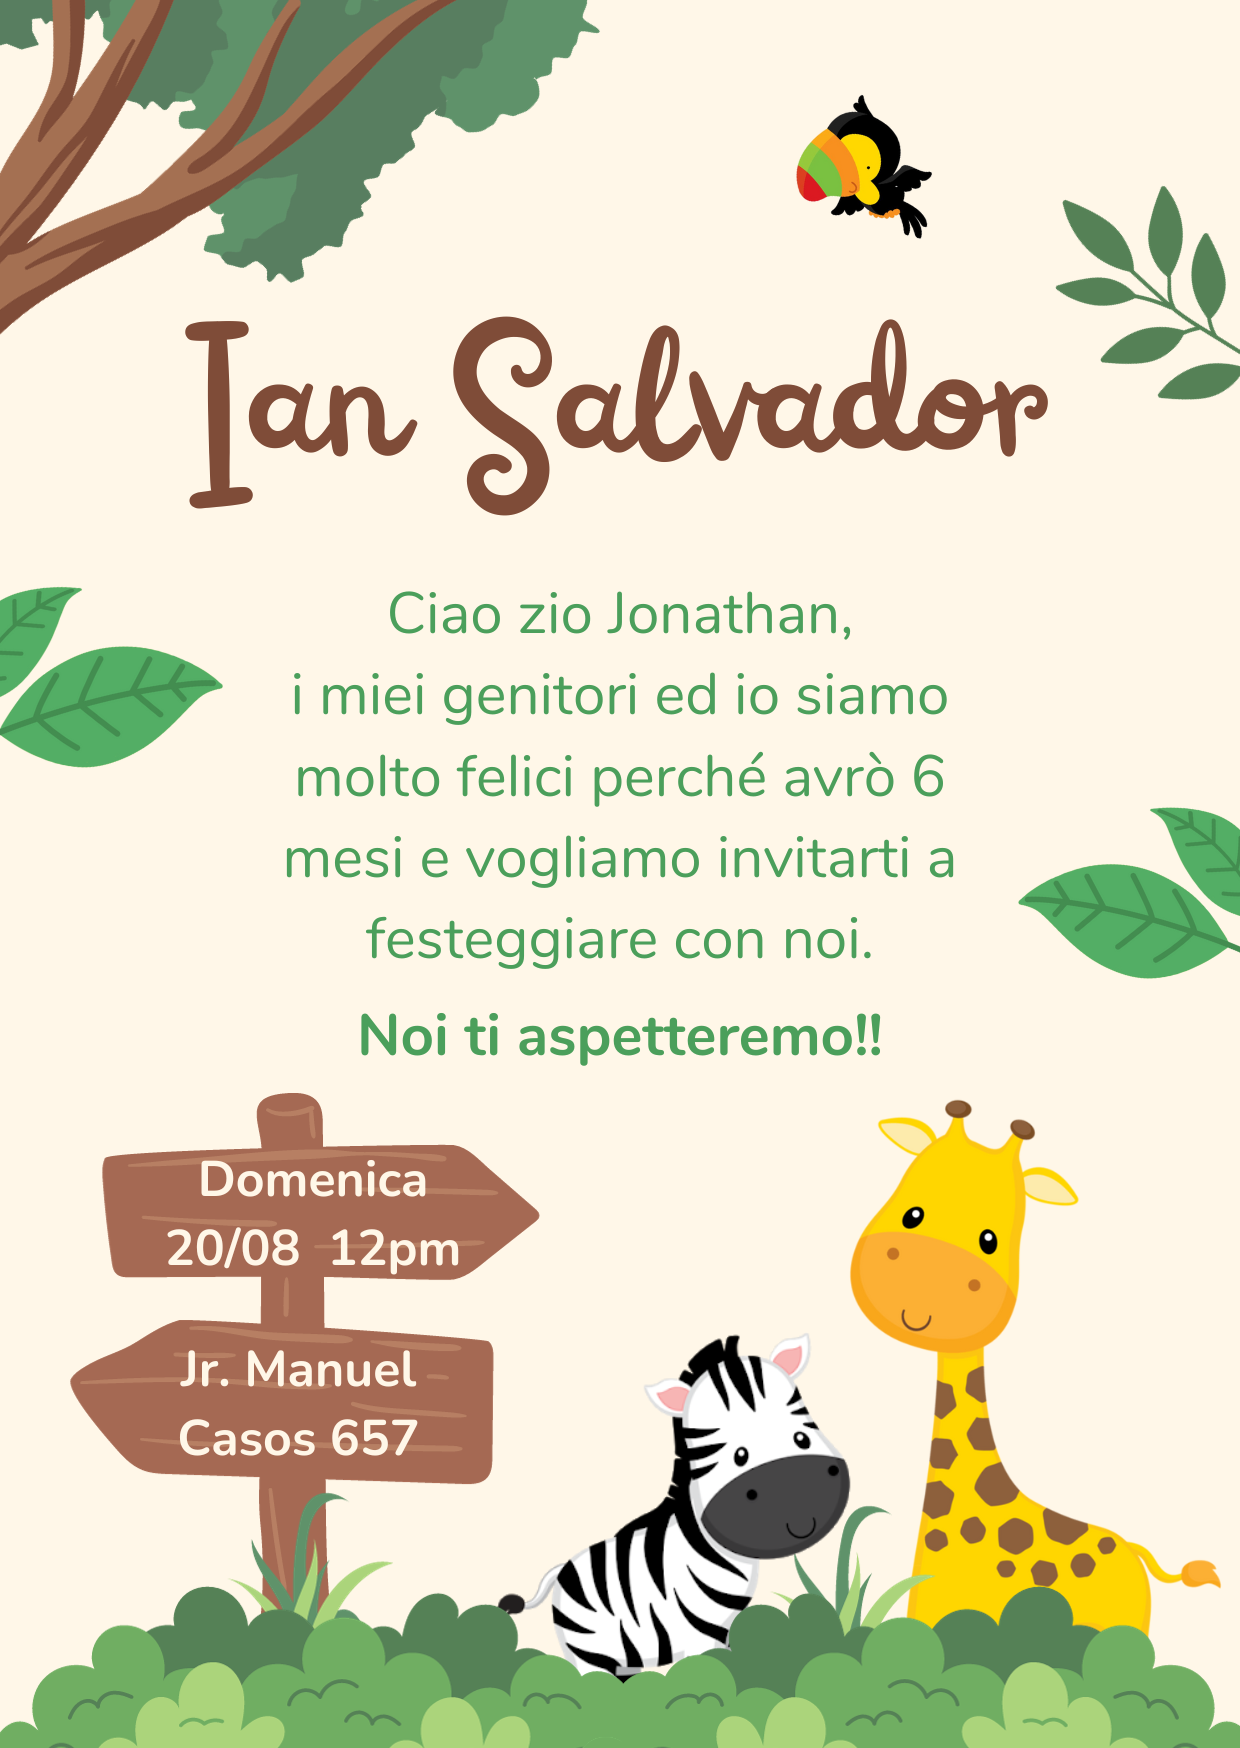 Ian Salvador
Ciao zio Jonathan,
i miei genitori ed io siamo
molto felici perché avrò 6
mesi e vogliamo invitarti a
festeggiare con noi.
Noi ti aspetteremo!!
Domenica
20/08 12pm
Jr. Manuel
Casos 657